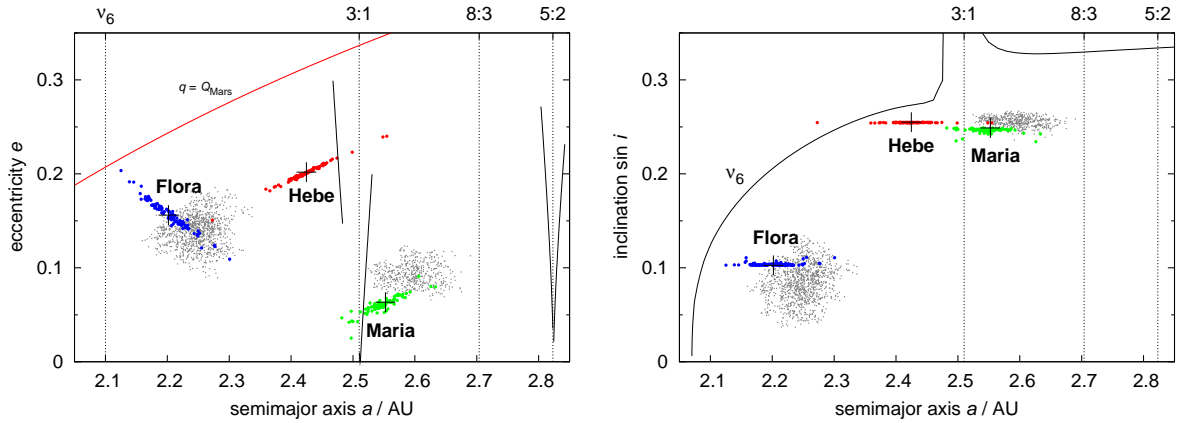 ν6 3:1 8:3 5:2
0.3
0.2
0.1
0
eccentricity e
q = QMars
Flora
Hebe
Maria
2.1 2.2 2.3 2.4 2.5 2.6 2.7 2.8
semimajor axis a / AU
3:1 8:3 5:2
0.3
0.2
0.1
0
inclination sin i
ν6
Hebe
Maria
Flora
2.1 2.2 2.3 2.4 2.5 2.6 2.7 2.8
semimajor axis a / AU